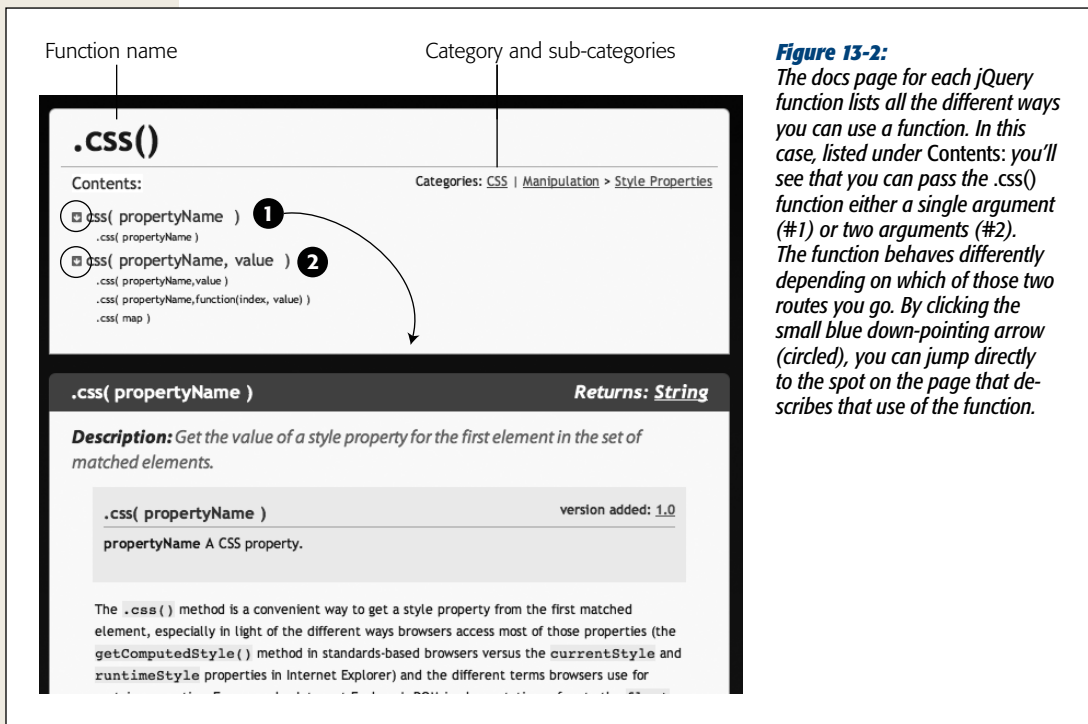 Function name
Category and sub-categories
.css()
Contents:
Categories: CSS | Manipulation > Style Properties
css( propertyName ) 1
.css( propertyName )
css( propertyName, value ) 2
.css( propertyName,value )
.css( propertyName,function(index, value) )
.css( map )
.css( propertyName )
Returns: String
Description: Get the value of a style property for the first element in the set of
matched elements.
.css( propertyName )
version added: 1.0
propertyName A CSS property.
The .css() method is a convenient way to get a style property from the first matched
element, especially in light of the different ways browsers access most of those properties (the
getComputedStyle() method in standards-based browsers versus the currentStyle and
runtimeStyle properties in Internet Explorer) and the different terms browsers use for
Figure 13-2:
The docs page for each jQuery
function lists all the different ways
you can use a function. In this
case, listed under Contents: you'll
see that you can pass the .css()
function either a single argument
(#1) or two arguments (#2).
The function behaves differently
depending on which of those two
routes you go. By clicking the
small blue down-pointing arrow
(circled), you can jump directly
to the spot on the page that de-
scribes that use of the function.